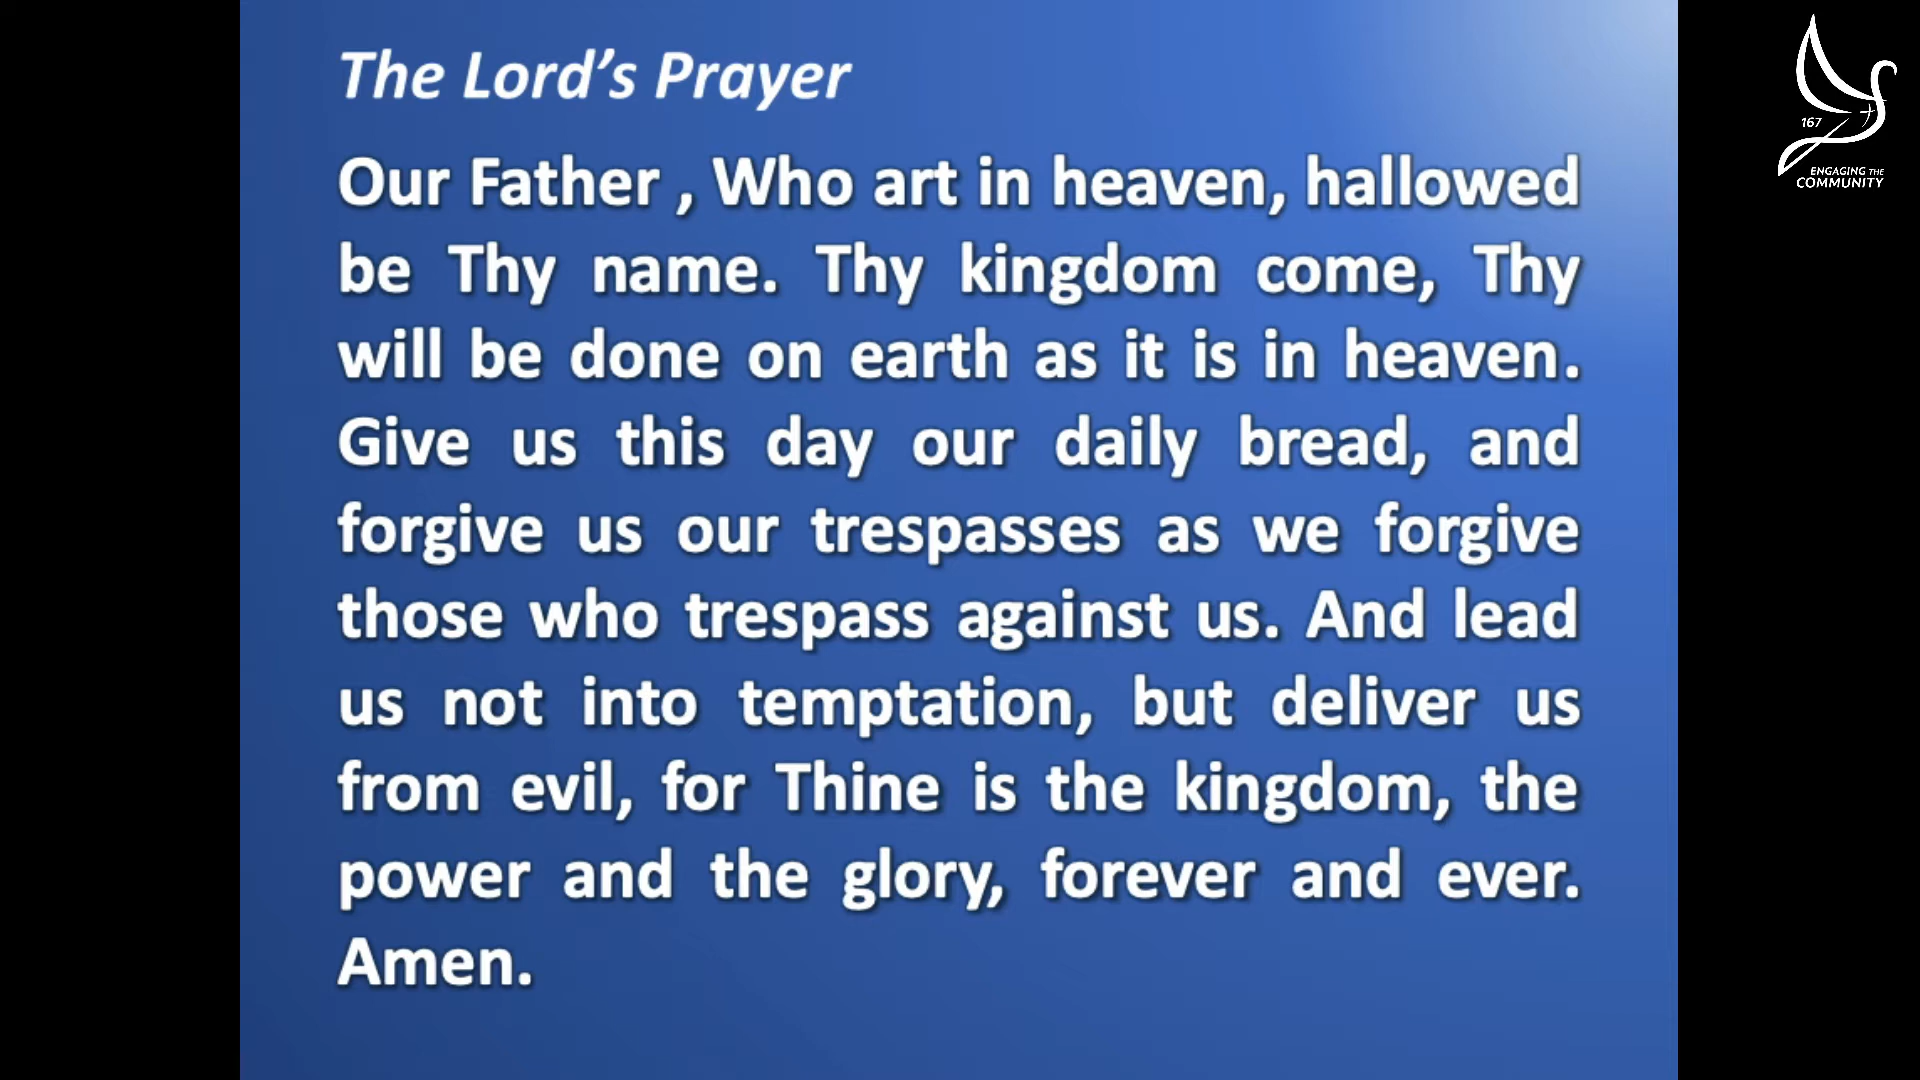 The Lord’s Prayer
Our Father , Who art in heaven, hallowed
be Thy name. Thy kingdom come, Thy
will be done on earth as it is in heaven.
Give us this day our daily bread, and
forgive us our trespasses as we forgive
those who trespass against us. And lead
us not into temptation, but deliver us
from evil, for Thine is the kingdom, the
power and the glory, forever and ever.
Amen.
167
ENGAGING THE
COMMUNITY